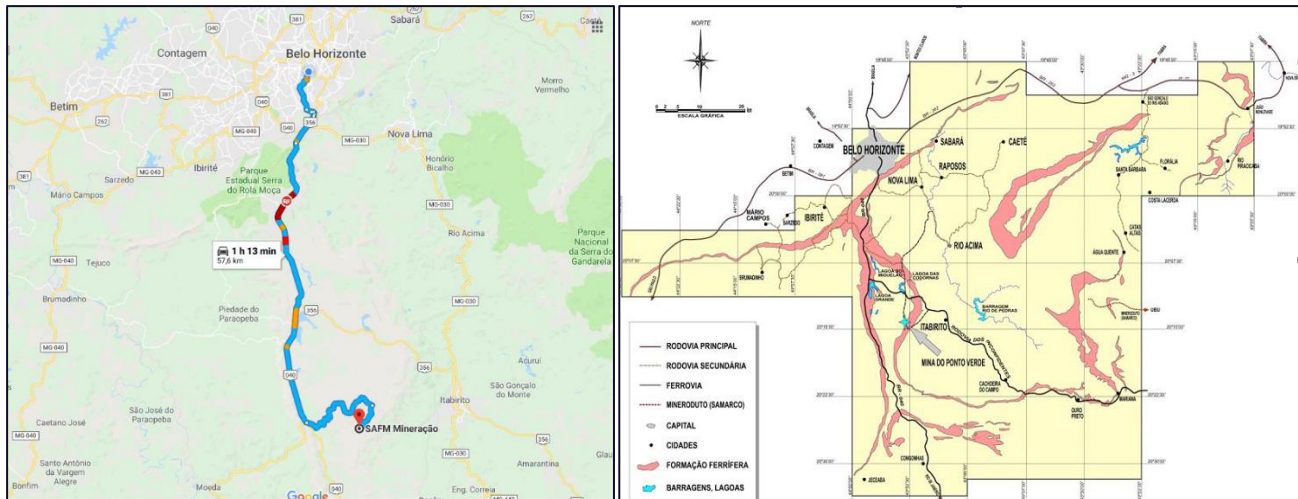 381
Sabará
Caeté
040
Contagem
Belo Horizonte
Betim
Morro
Vermelho
262
040
040
356
Nova Lima
MG-040
MG-030
Ibirité
Honório
Bicalho
Sarzedo
Parque
Estadual Serra
do Rola Moça
Mário Campos
MG-040
MG-030
1 h 13 min
57,6 km
Rio Acima
Parque
Nacional
da Serra do
Gandarela
Tejuco
MG-030
Brumadinho
Piedade do
Paraopeba
356
MG-040
Acuruí
040
356
São Gonçalo
do Monte
São José do
Paraopeba
Itabirito
Caetano José
SAFM Mineração
Santo Antônio
da Vargem
Alegre
356
Amarantina
Glau
Bonfim
Moeda
Google
Eng. Correia
NORTE
ESCALA GRÁFICA
CONTAGEM
BELO HORIZONTE
SABARÁ
CAETÉ
RAPOSOS
BETIM
NOVA LIMA
FLORÁLIA
RIO
PIRACICABA
SANTA BÁRBARA
COSTA LACERDA
MÁRIO
CAMPOS
SARZEDO
IBIRITÉ
CATAS
ALTAS
RIO ACIMA
ÁGUA QUENTE
BRUMADINHO
LAGOA DAS
CODORNAS
LAGOA
GRANDE
BARRAGEM
RIO DE PEDRAS
MINERODUTO
(SAMARCO)
UBU
ITABIRITO
MINA DO PONTO VERDE
CACHOEIRA
DO CAMPO
MARIANA
OURO
PRETO
CONGONHAS
JECEABA
RODOVIA PRINCIPAL
RODOVIA SECUNDÁRIA
FERROVIA
MINERODUTO (SAMARCO)
CAPITAL
CIDADES
FORMAÇÃO FERRÍFERA
BARRAGENS, LAGOAS